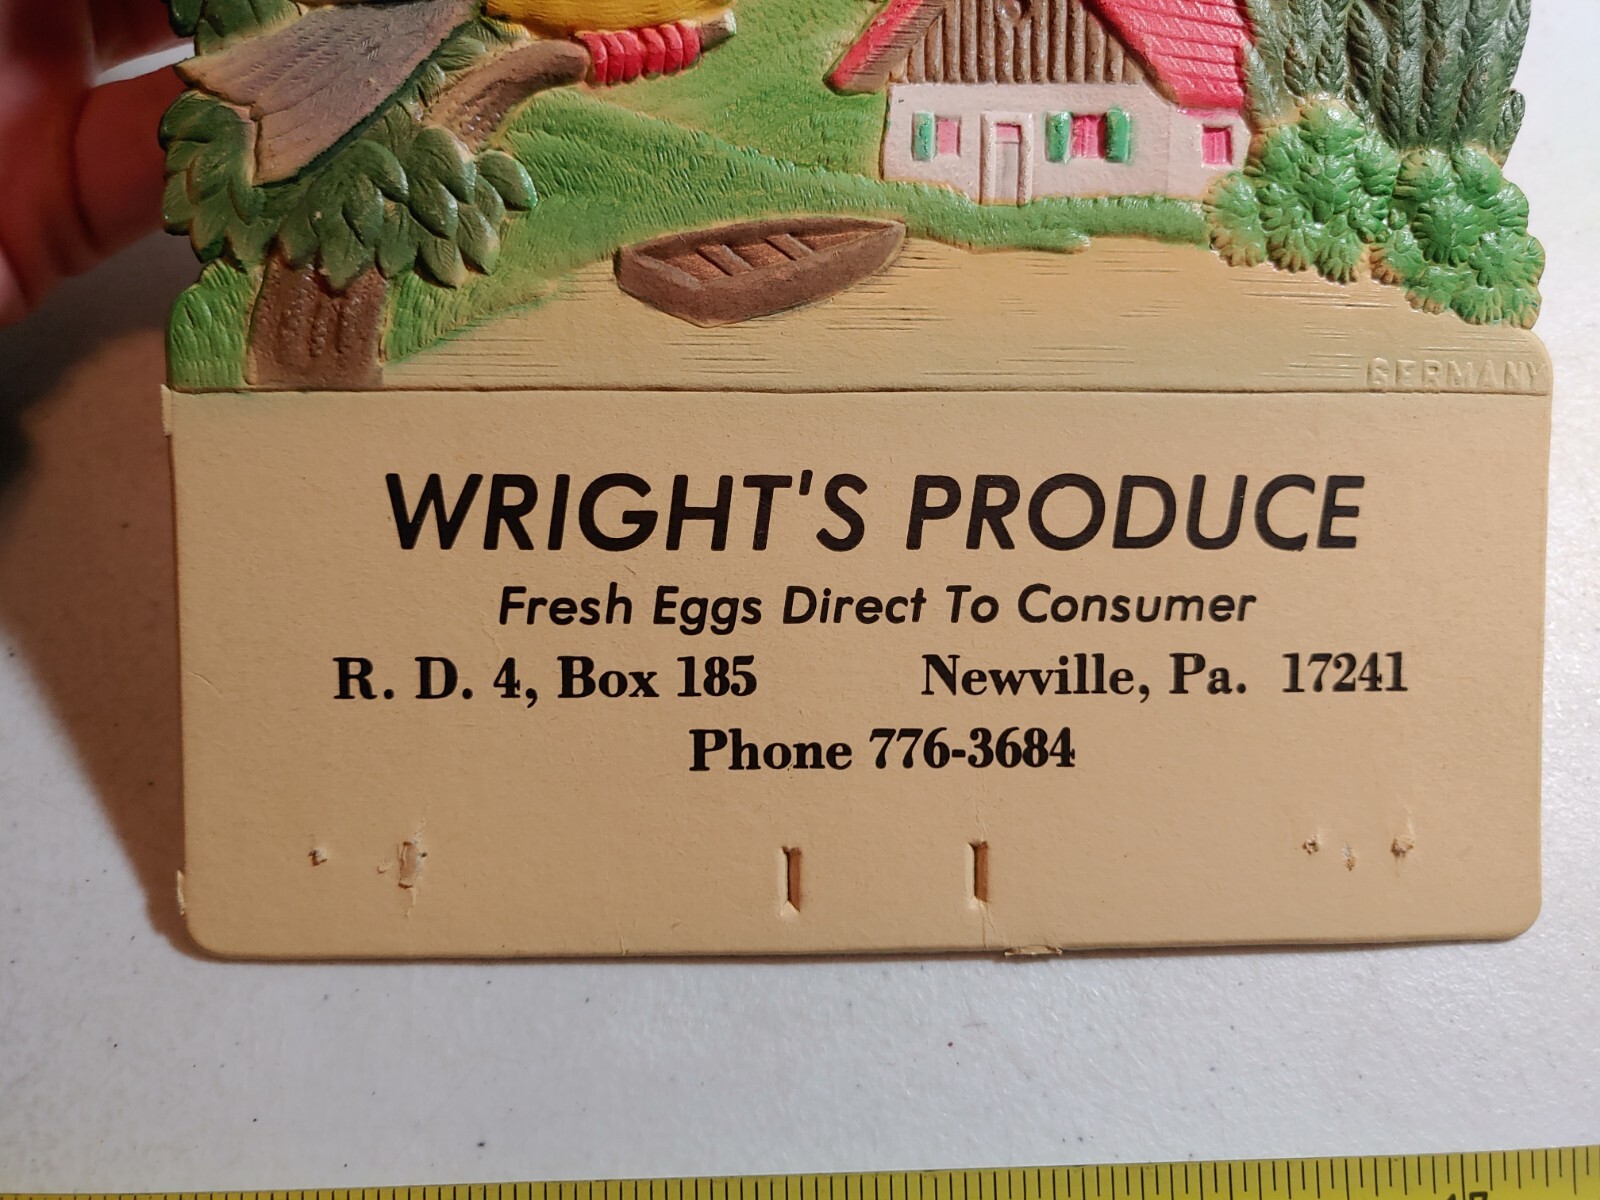 GERMANY
WRIGHT'S PRODUCE
Fresh Eggs Direct To Consumer
R. D. 4, Box 185 Newville, Pa. 17241
Phone 776-3684